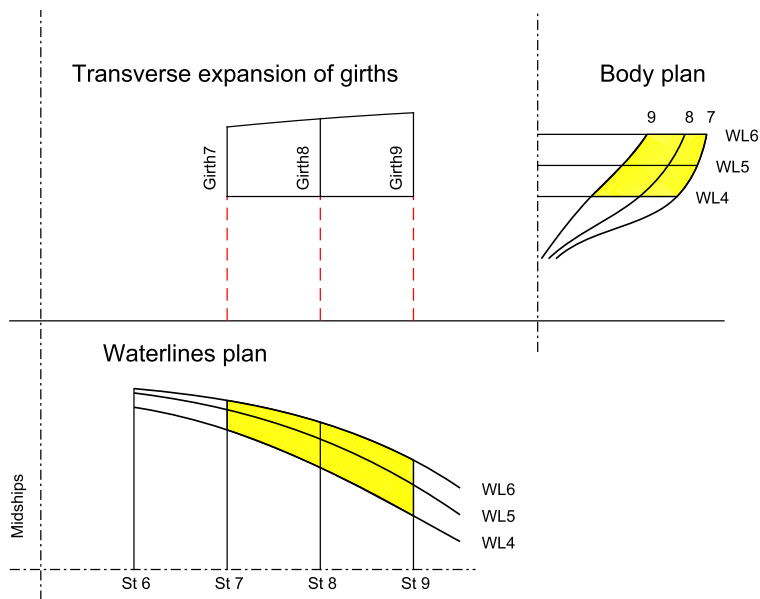 Transverse expansion of girths
Body plan
9 8 7
WL6
WL5
WL4
Girth7
Girth8
Girth9
Waterlines plan
Midships
WL6
WL5
WL4
St 6
St 7
St 8
St 9